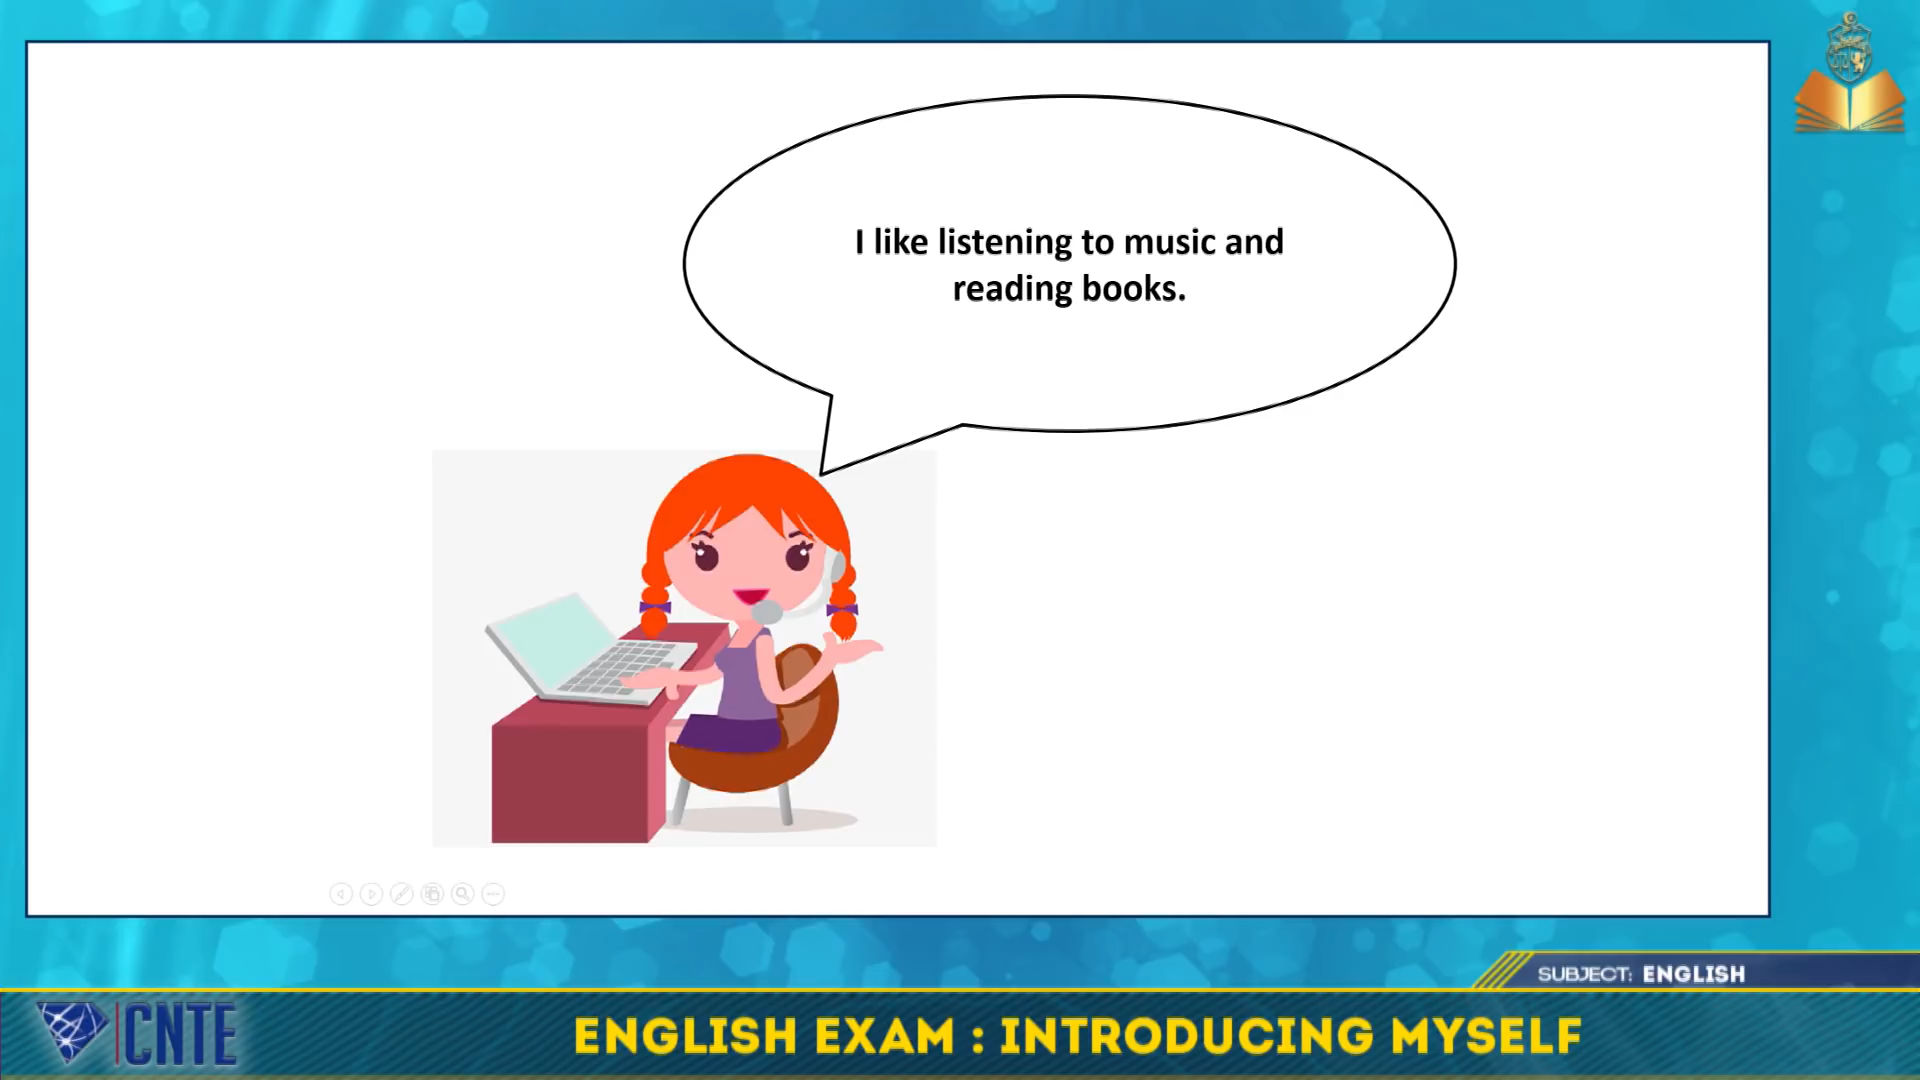 I like listening to music and
reading books.
SUBJECT: ENGLISH
CNTE
ENGLISH EXAM : INTRODUCING MYSELF